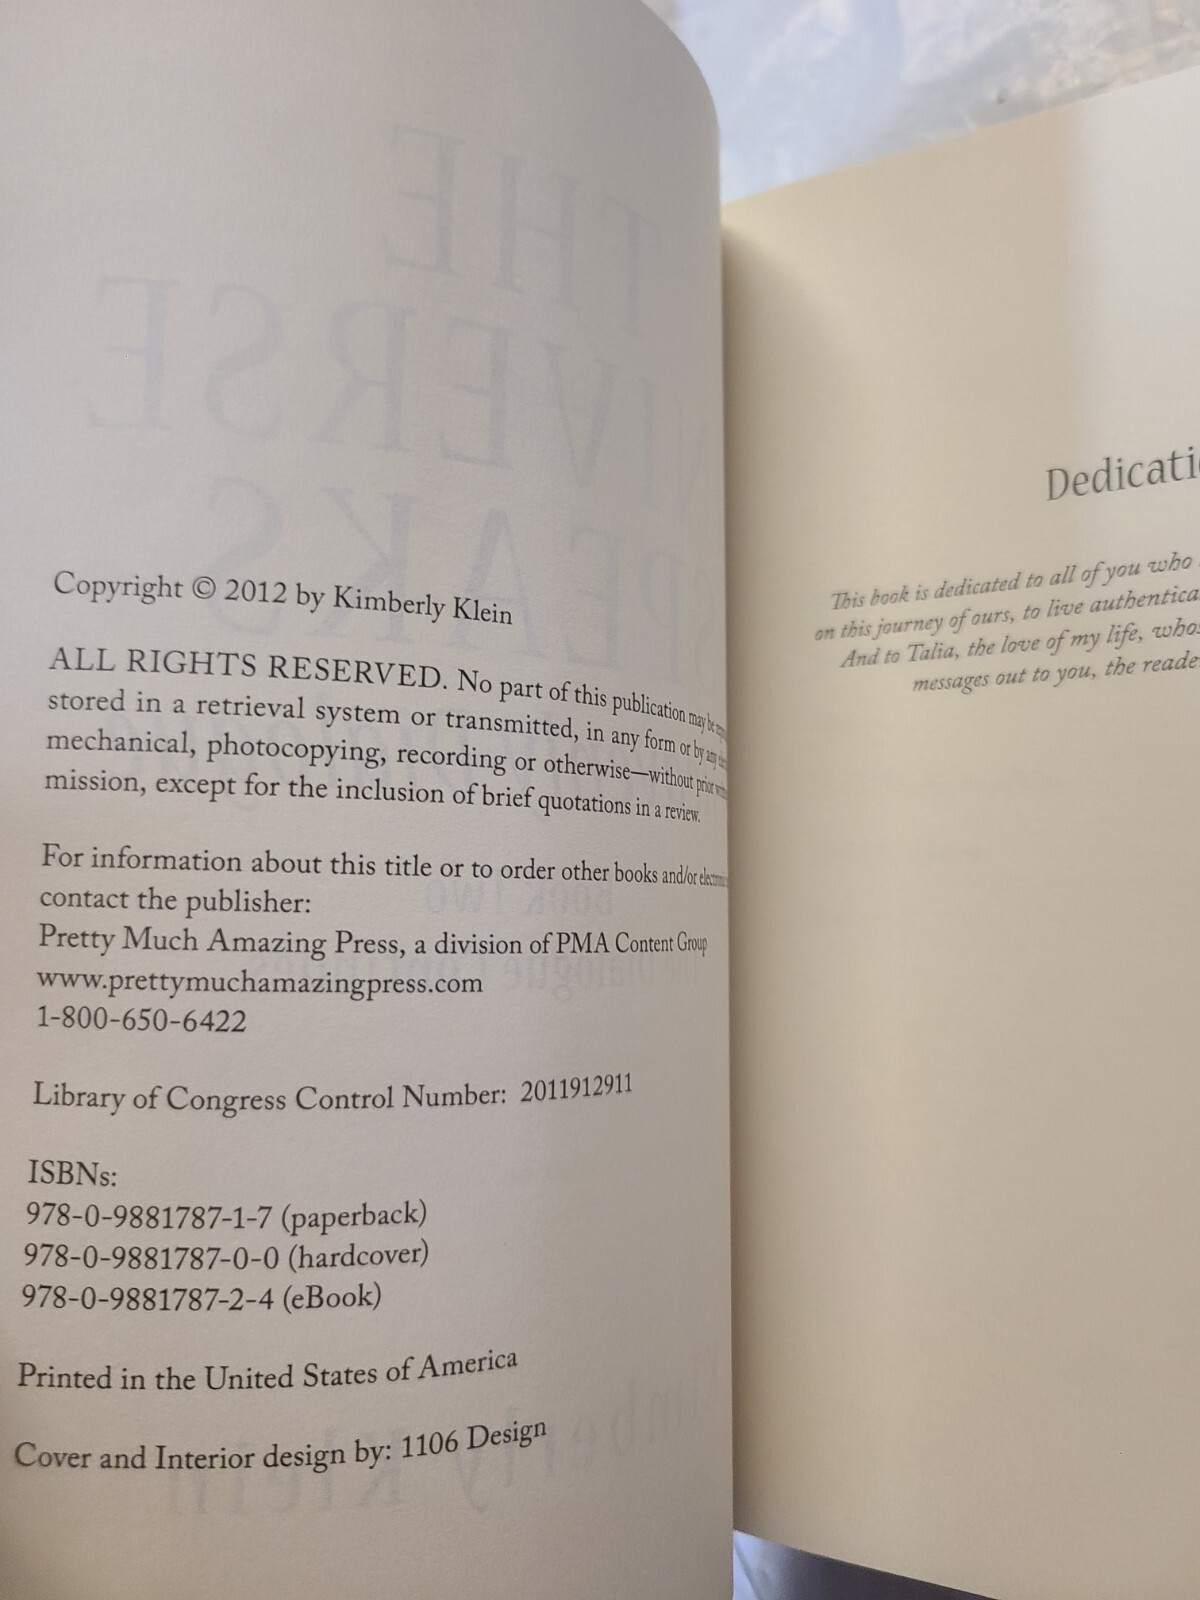 Copyright © 2012 by Kimberly Klein
ALL RIGHTS RESERVED. No part of this publication may be
stored in a retrieval system or transmitted, in any form or by any
mechanical, photocopying, recording or otherwise—without prior
mission, except for the inclusion of brief quotations in a review.
For information about this title or to order other books and/or
contact the publisher:
Pretty Much Amazing Press, a division of PMA Content Group
www.prettymuchamazingpress.com
1-800-650-6422
Library of Congress Control Number: 2011912911
ISBNs:
978-0-9881787-1-7 (paperback)
978-0-9881787-0-0 (hardcover)
978-0-9881787-2-4 (eBook)
Printed in the United States of America
Cover and Interior design by: 1106 Design
Dedicati
This book is dedicated to all of you who
on this journey of ours, to live authentica
And to Talia, the love of my life, whos
messages out to you, the reade